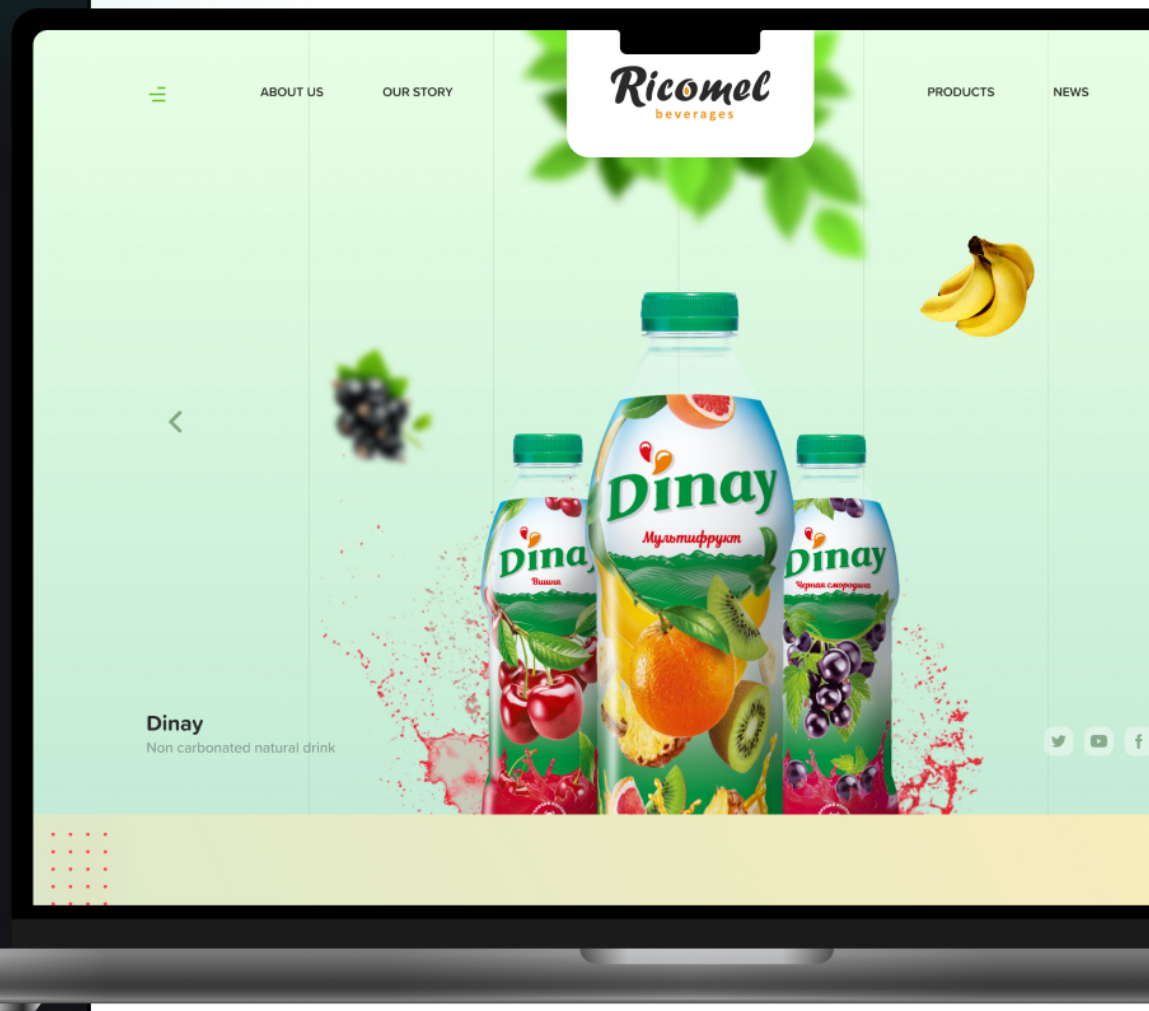 ABOUT US
OUR STORY
Ricomel
beverages
PRODUCTS
NEWS
Dinay
Мультифрукт
Dinay
Вишня
Dinay
Черная смородина
Dinay
Non carbonated natural drink